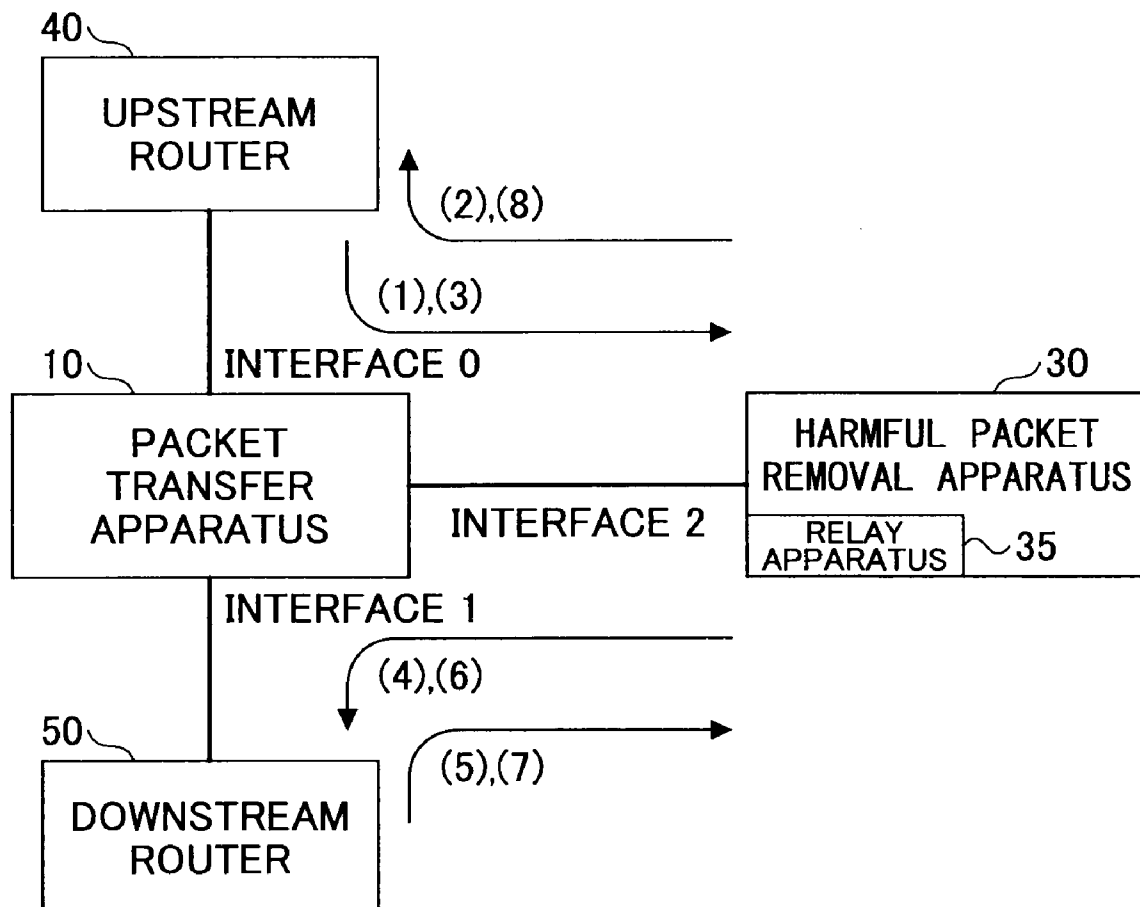 40
UPSTREAM
ROUTER
(2),(8)
(1),(3)
INTERFACE 0
10
PACKET
TRANSFER
APPARATUS
30
HARMFUL PACKET
REMOVAL APPARATUS
INTERFACE 2
RELAY
APPARATUS
35
INTERFACE 1
(4),(6)
50
(5),(7)
DOWNSTREAM
ROUTER